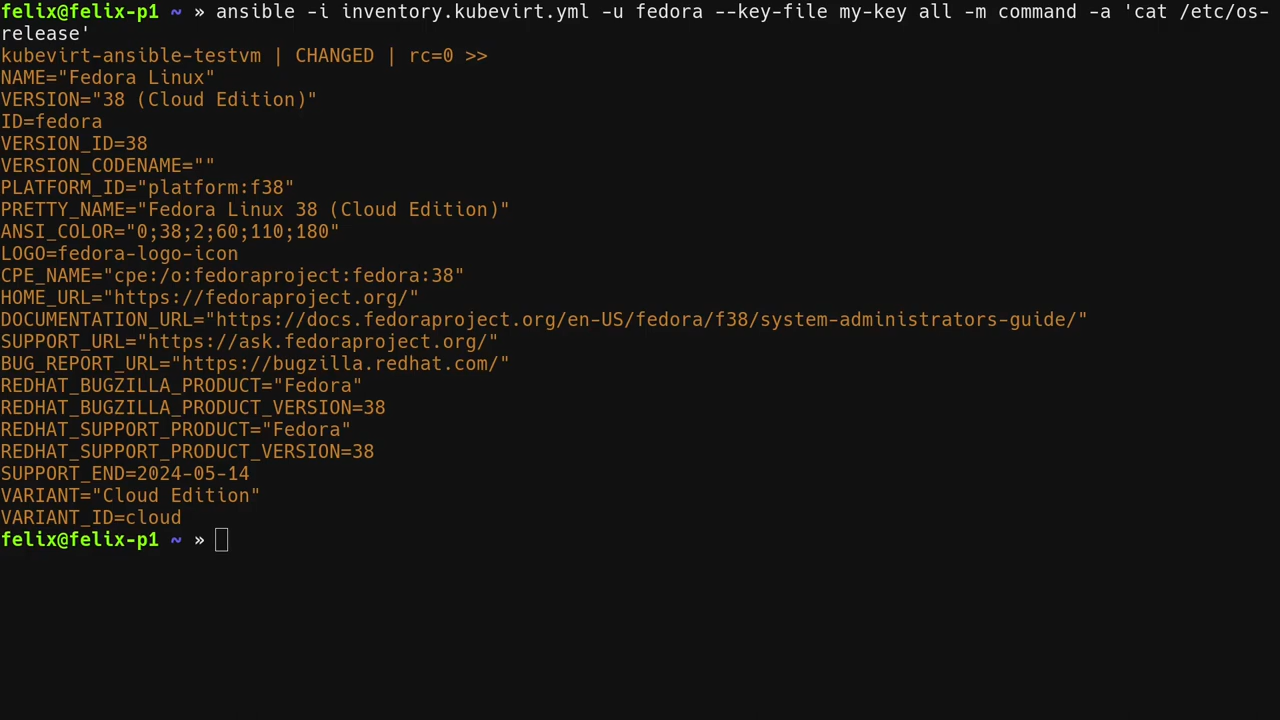 felix@felix-p1 ~ » ansible -i inventory.kubevirt.yml -u fedora --key-file my-key all -m command -a 'cat /etc/os-
release'
kubevirt-ansible-testvm | CHANGED | rc=0 >>
NAME="Fedora Linux"
VERSION="38 (Cloud Edition)"
ID=fedora
VERSION_ID=38
VERSION_CODENAME=""
PLATFORM_ID="platform:f38"
PRETTY_NAME="Fedora Linux 38 (Cloud Edition)"
ANSI_COLOR="0;38;2;60;110;180"
LOGO=fedora-logo-icon
CPE_NAME="cpe:/o:fedoraproject:fedora:38"
HOME_URL="https://fedoraproject.org/"
DOCUMENTATION_URL="https://docs.fedoraproject.org/en-US/fedora/f38/system-administrators-guide/"
SUPPORT_URL="https://ask.fedoraproject.org/"
BUG_REPORT_URL="https://bugzilla.redhat.com/"
REDHAT_BUGZILLA_PRODUCT="Fedora"
REDHAT_BUGZILLA_PRODUCT_VERSION=38
REDHAT_SUPPORT_PRODUCT="Fedora"
REDHAT_SUPPORT_PRODUCT_VERSION=38
SUPPORT_END=2024-05-14
VARIANT="Cloud Edition"
VARIANT_ID=cloud
felix@felix-p1 ~ »